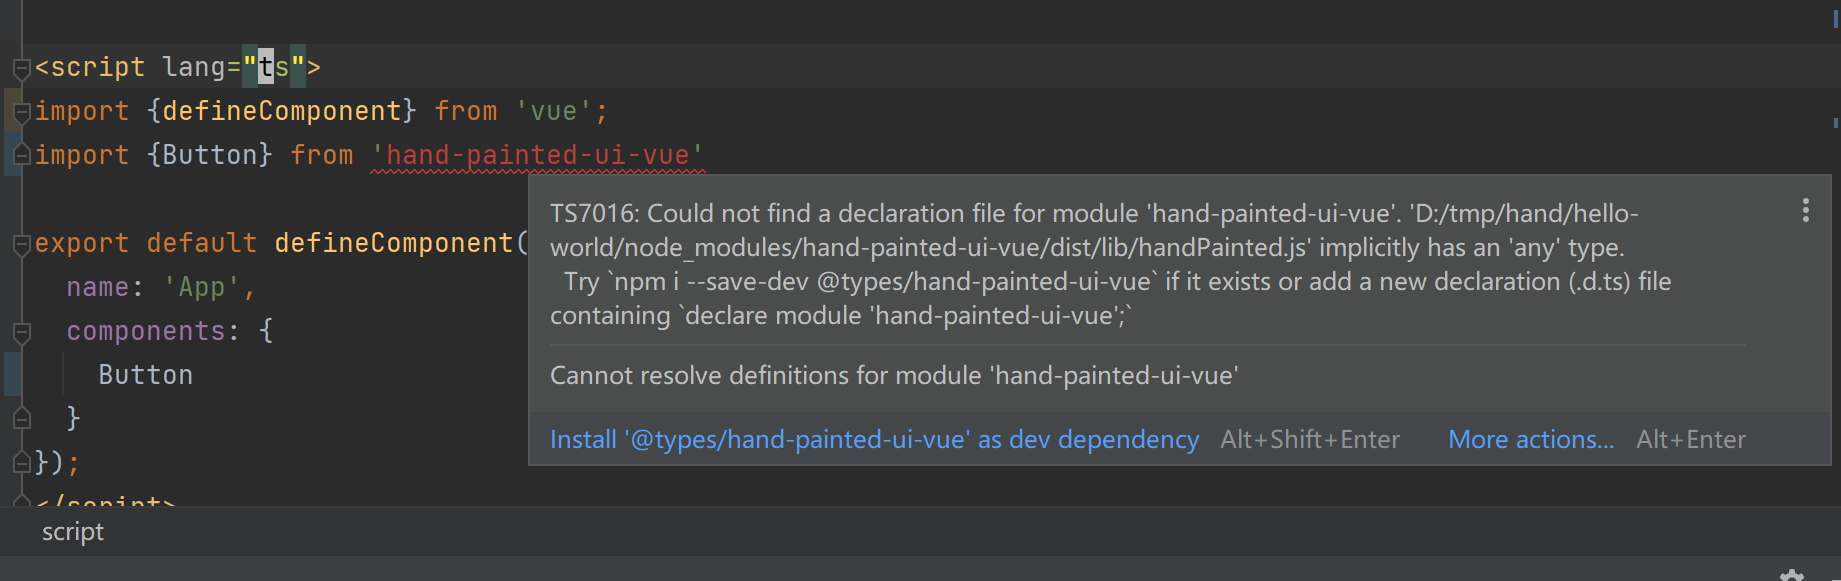 <script lang="ts">
import {defineComponent} from 'vue';
import {Button} from 'hand-painted-ui-vue'
TS7016: Could not find a declaration file for module 'hand-painted-ui-vue'. 'D:/tmp/hand/hello-
world/node_modules/hand-painted-ui-vue/dist/lib/handPainted.js' implicitly has an 'any' type.
Try `npm i --save-dev @types/hand-painted-ui-vue` if it exists or add a new declaration (.d.ts) file
containing `declare module 'hand-painted-ui-vue';`
Cannot resolve definitions for module 'hand-painted-ui-vue'
Install '@types/hand-painted-ui-vue' as dev dependency Alt+Shift+Enter More actions... Alt+Enter
export default defineComponent(
name: 'App',
components: {
Button
}
});
</script>
script